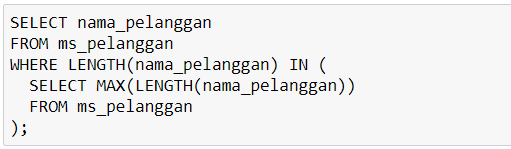 SELECT nama_pelanggan
FROM ms_pelanggan
WHERE LENGTH(nama_pelanggan) IN (
  SELECT MAX(LENGTH(nama_pelanggan))
  FROM ms_pelanggan
);